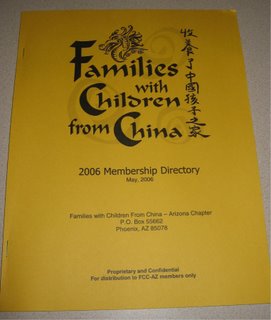 Families
with
Children
from China
收養了中國孩子之家
2006 Membership Directory
May, 2006
Families with Children From China – Arizona Chapter
P.O. Box 55662
Phoenix, AZ 85078
Proprietary and Confidential
For distribution to FCC-AZ members only